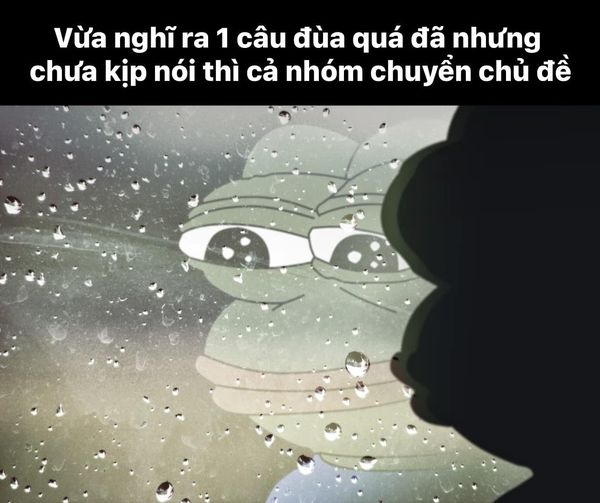 Vừa nghĩ ra 1 câu đùa quá đã nhưng
chưa kịp nói thì cả nhóm chuyển chủ đề